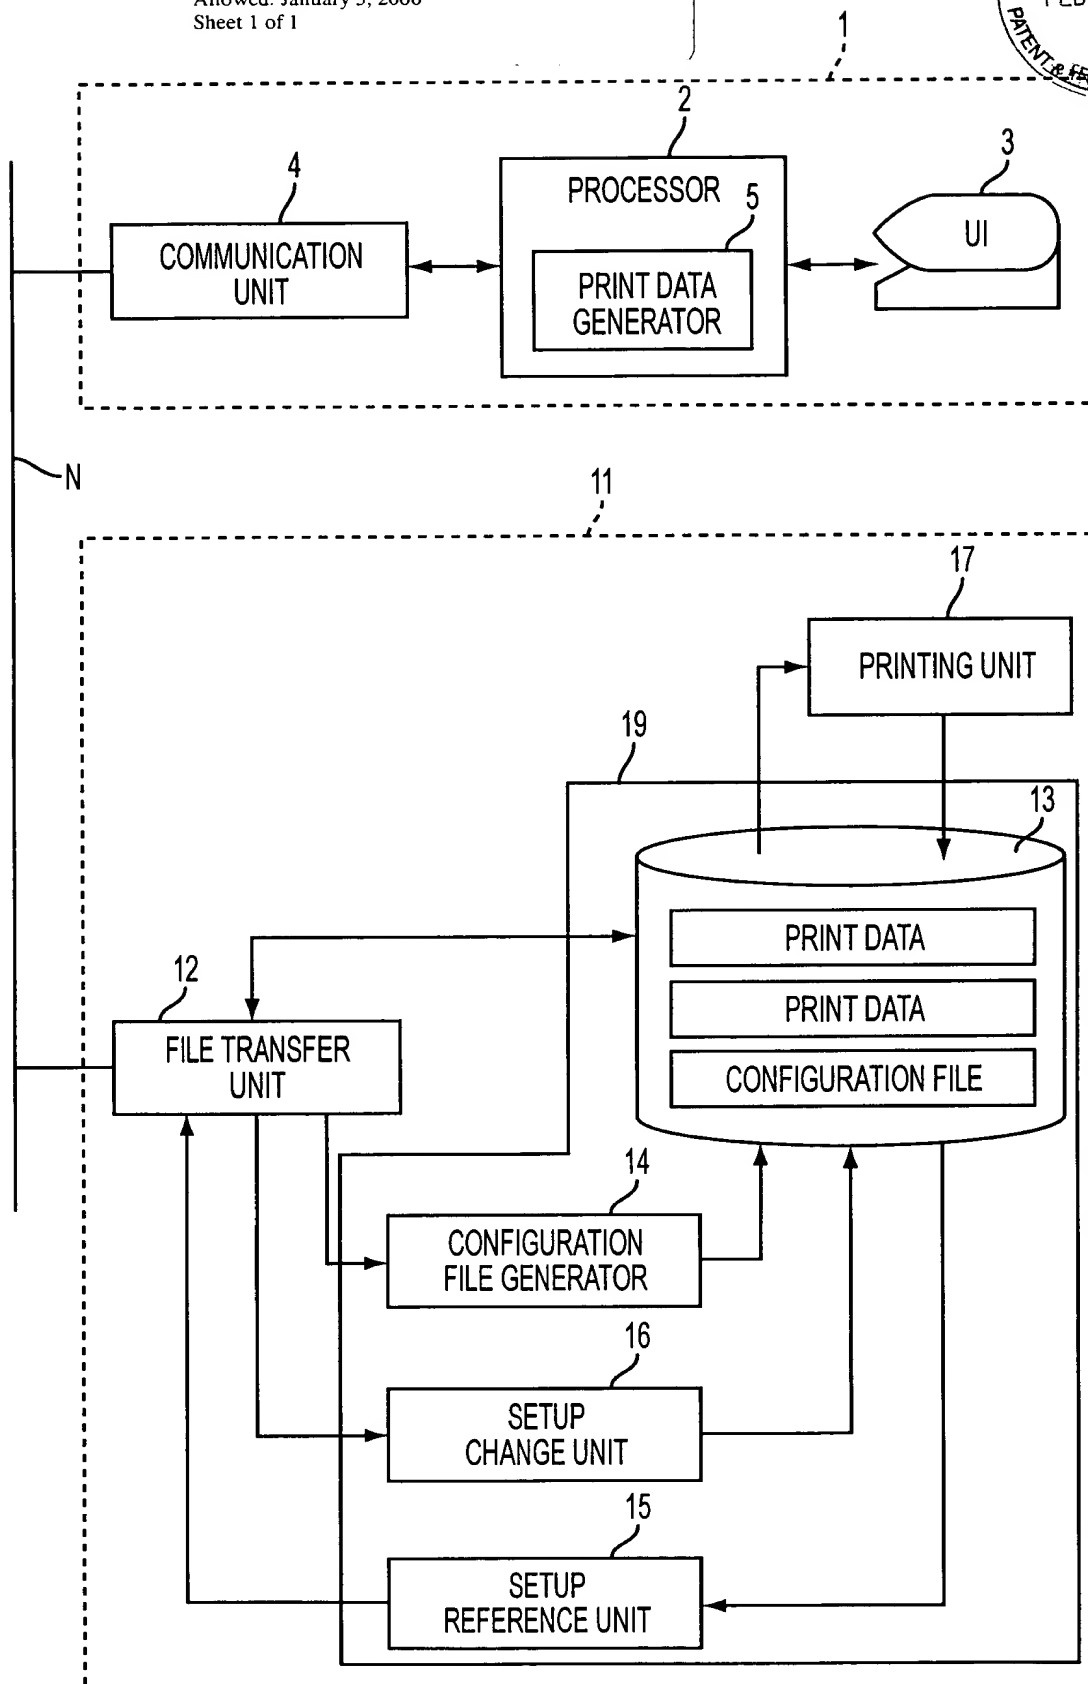 Sheet 1 of 1
PATENT &
1
2
4
3
PROCESSOR
5
UI
COMMUNICATION
UNIT
PRINT DATA
GENERATOR
N
11
17
PRINTING UNIT
19
13
PRINT DATA
12
PRINT DATA
FILE TRANSFER
UNIT
CONFIGURATION FILE
14
CONFIGURATION
FILE GENERATOR
16
SETUP
CHANGE UNIT
15
SETUP
REFERENCE UNIT